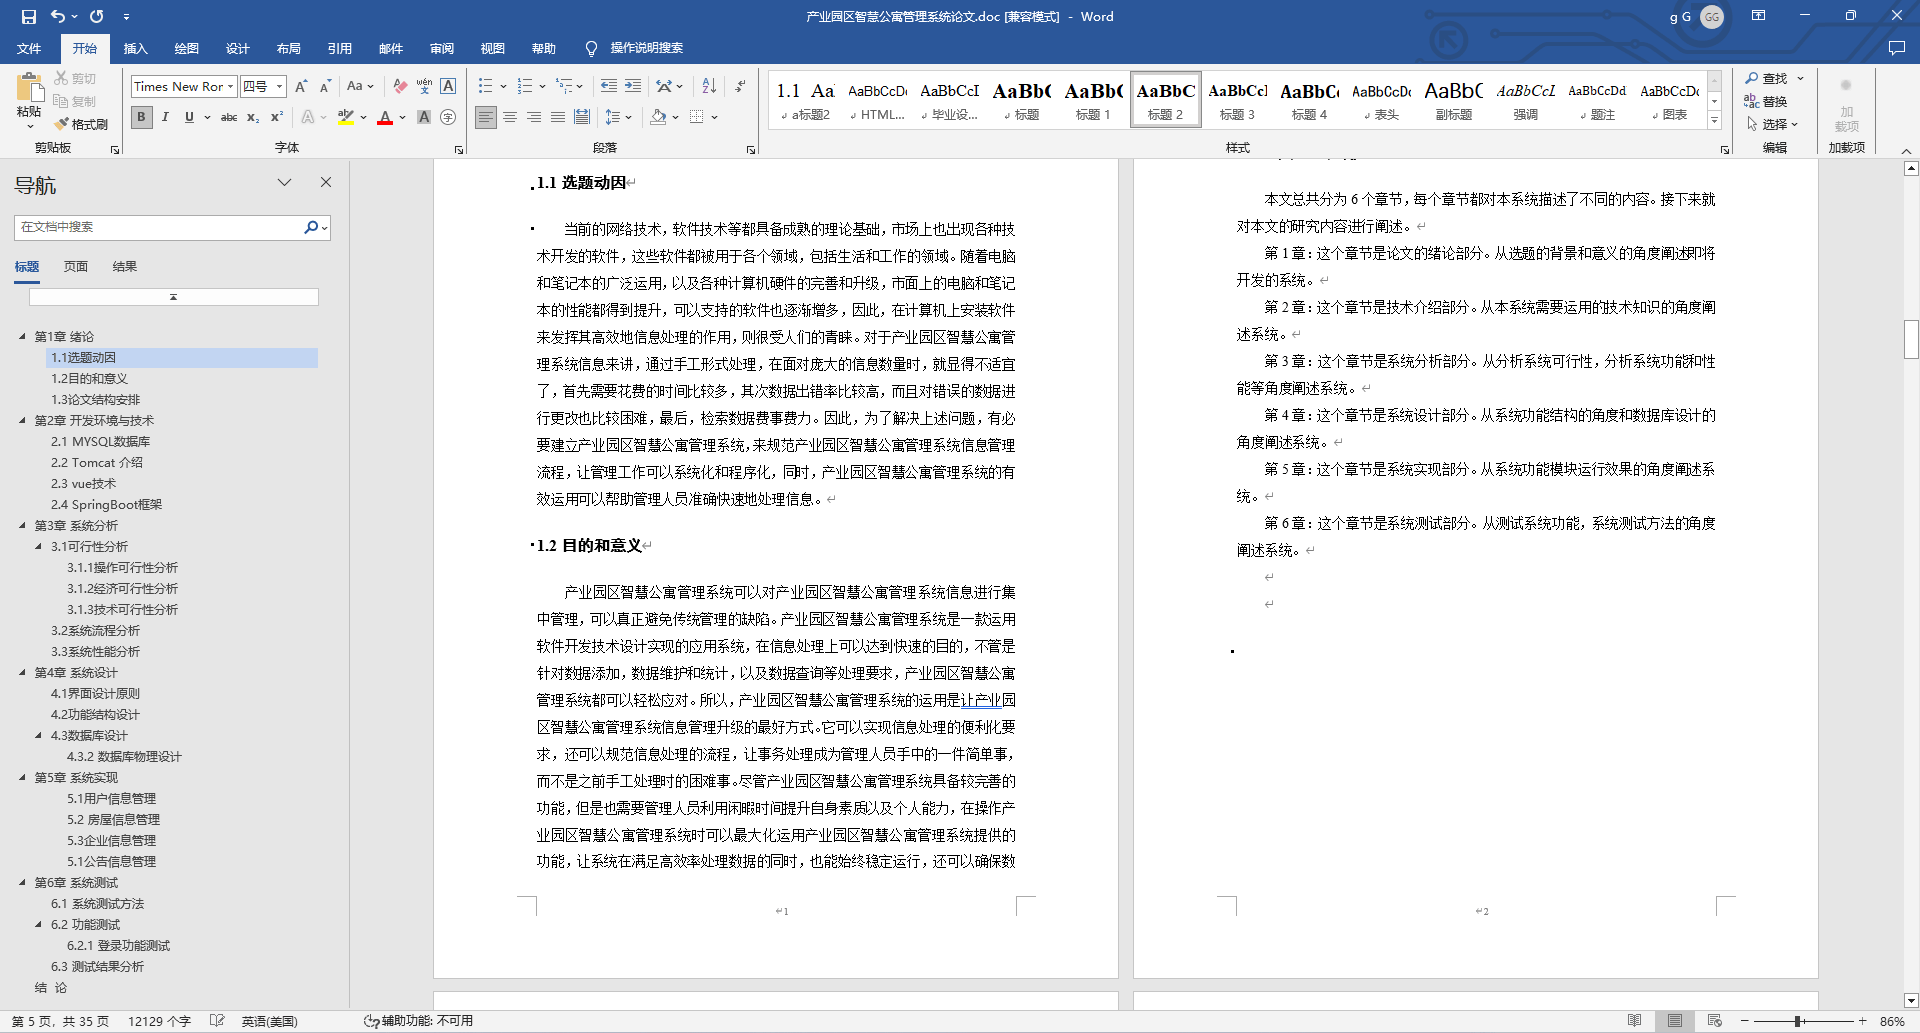 产业园区智慧公寓管理系统论文.doc [兼容模式] - Word
g G
GG
文件 开始 插入 绘图 设计 布局 引用 邮件 审阅 视图 帮助 操作说明搜索
粘贴
剪切
复制
格式刷
剪贴板
Times New Ror
四号
字体
段落
a标题2
HTML...
毕业设...
标题
标题 1
标题 2
标题 3
标题 4
表头
副标题
强调
题注
图表
样式
查找
替换
选择
编辑
加载项
加载项
导航
在文档中搜索
标题 页面 结果
第1章 绪论
1.1选题动因
1.2目的和意义
1.3论文结构安排
第2章 开发环境与技术
2.1 MYSQL数据库
2.2 Tomcat 介绍
2.3 vue技术
2.4 SpringBoot框架
第3章 系统分析
3.1可行性分析
3.1.1操作可行性分析
3.1.2经济可行性分析
3.1.3技术可行性分析
3.2系统流程分析
3.3系统性能分析
第4章 系统设计
4.1界面设计原则
4.2功能结构设计
4.3数据库设计
4.3.2 数据库物理设计
第5章 系统实现
5.1用户信息管理
5.2 房屋信息管理
5.3企业信息管理
5.1公告信息管理
第6章 系统测试
6.1 系统测试方法
6.2 功能测试
6.2.1 登录功能测试
6.3 测试结果分析
结 论
1.1 选题动因
当前的网络技术，软件技术等都具备成熟的理论基础，市场上也出现各种技
术开发的软件，这些软件都被用于各个领域，包括生活和工作的领域。随着电脑
和笔记本的广泛运用，以及各种计算机硬件的完善和升级，市面上的电脑和笔记
本的性能都得到提升，可以支持的软件也逐渐增多，因此，在计算机上安装软件
来发挥其高效地信息处理的作用，则很受人们的青睐。对于产业园区智慧公寓管
理系统信息来讲，通过手工形式处理，在面对庞大的信息数量时，就显得不适宜
了，首先需要花费的时间比较多，其次数据出错率比较高，而且对错误的数据进
行更改也比较困难，最后，检索数据费事费力。因此，为了解决上述问题，有必
要建立产业园区智慧公寓管理系统，来规范产业园区智慧公寓管理系统信息管理
流程，让管理工作可以系统化和程序化，同时，产业园区智慧公寓管理系统的有
效运用可以帮助管理人员准确快速地处理信息。
1.2 目的和意义
产业园区智慧公寓管理系统可以对产业园区智慧公寓管理系统信息进行集
中管理，可以真正避免传统管理的缺陷。产业园区智慧公寓管理系统是一款运用
软件开发技术设计实现的应用系统，在信息处理上可以达到快速的目的，不管是
针对数据添加，数据维护和统计，以及数据查询等处理要求，产业园区智慧公寓
管理系统都可以轻松应对。所以，产业园区智慧公寓管理系统的运用是让产业园
区智慧公寓管理系统信息管理升级的最好方式。它可以实现信息处理的便利化要
求，还可以规范信息处理的流程，让事务处理成为管理人员手中的一件简单事，
而不是之前手工处理时的困难事。尽管产业园区智慧公寓管理系统具备较完善的
功能，但是也需要管理人员利用闲暇时间提升自身素质以及个人能力，在操作产
业园区智慧公寓管理系统时可以最大化运用产业园区智慧公寓管理系统提供的
功能，让系统在满足高效率处理数据的同时，也能始终稳定运行，还可以确保数
1
本文总共分为 6 个章节，每个章节都对本系统描述了不同的内容。接下来就
对本文的研究内容进行阐述。
第 1 章：这个章节是论文的绪论部分。从选题的背景和意义的角度阐述即将
开发的系统。
第 2 章：这个章节是技术介绍部分。从本系统需要运用的技术知识的角度阐
述系统。
第 3 章：这个章节是系统分析部分。从分析系统可行性，分析系统功能和性
能等角度阐述系统。
第 4 章：这个章节是系统设计部分。从系统功能结构的角度和数据库设计的
角度阐述系统。
第 5 章：这个章节是系统实现部分。从系统功能模块运行效果的角度阐述系
统。
第 6 章：这个章节是系统测试部分。从测试系统功能，系统测试方法的角度
阐述系统。
2
第 5 页，共 35 页 12129 个字 英语(美国) 辅助功能: 不可用
86%